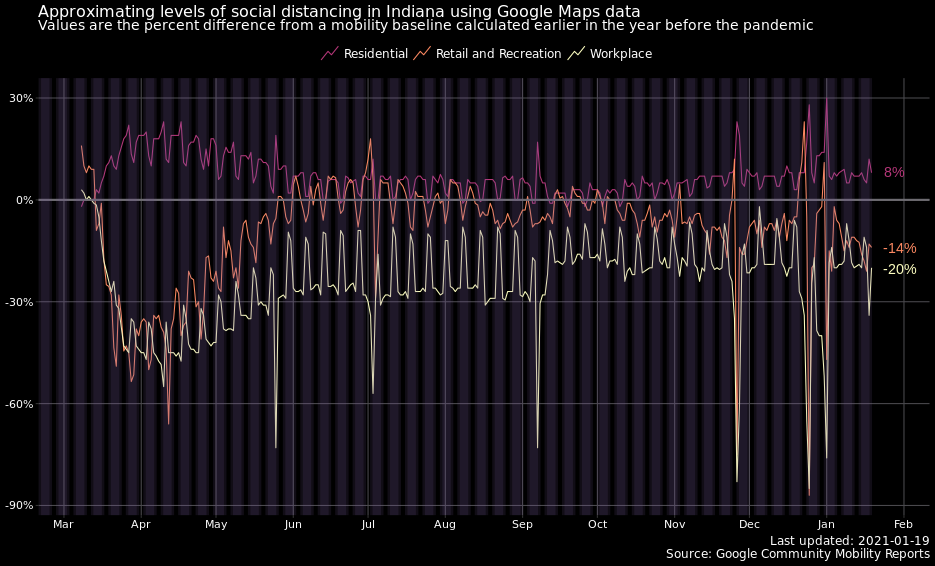 Approximating levels of social distancing in Indiana using Google Maps data
Values are the percent difference from a mobility baseline calculated earlier in the year before the pandemic
Residential Retail and Recreation Workplace
30%
0%
-30%
-60%
-90%
8%
-14%
-20%
Mar Apr May Jun Jul Aug Sep Oct Nov Dec Jan Feb
Last updated: 2021-01-19
Source: Google Community Mobility Reports